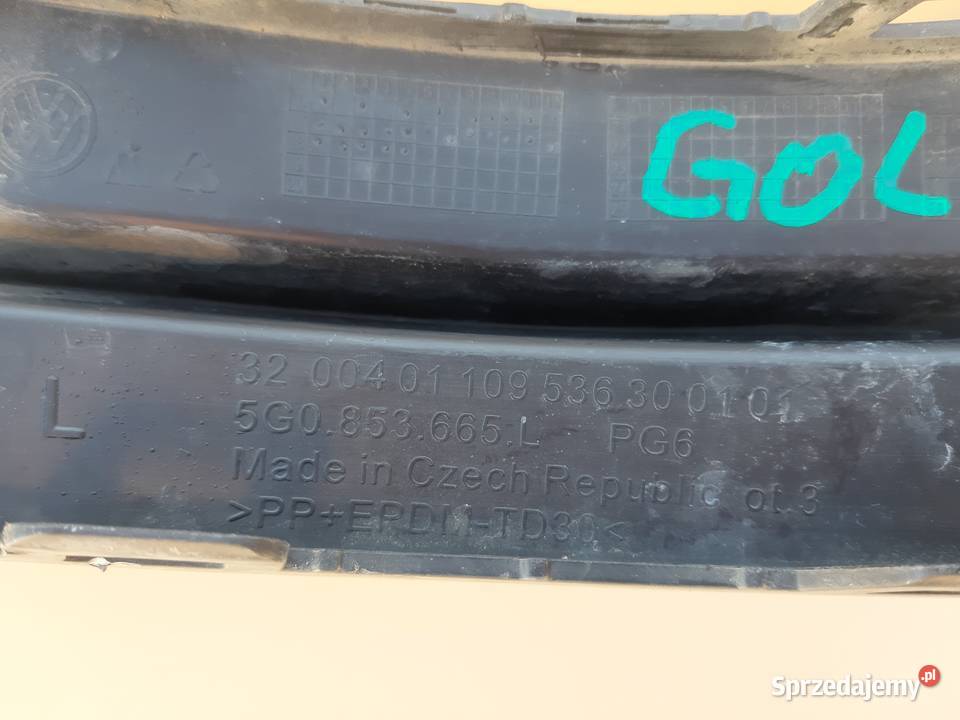 GOL
32 004 01 109 536 30 01 01
L
5G0.853.665.L PG6
Made in Czech Republic ot.3
>PP+EPDM-TD30<
Sprzedajemy.pl